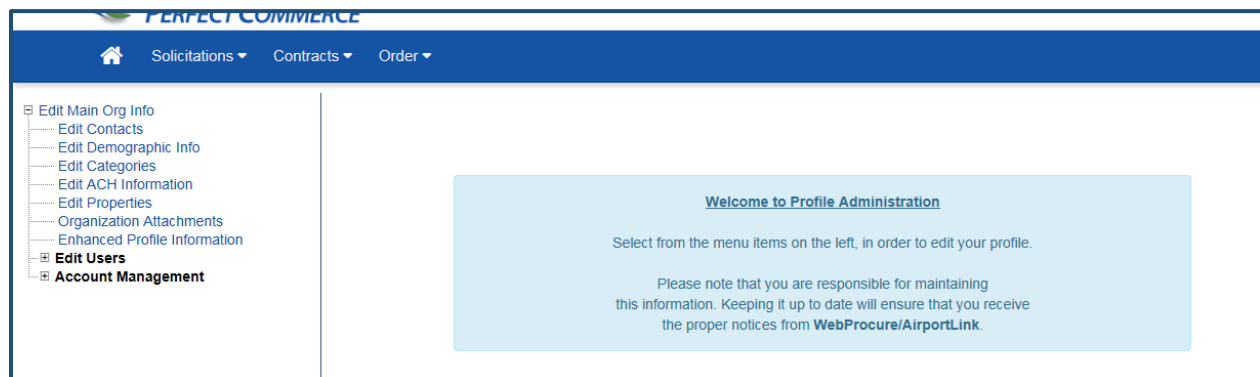 PERFECT COMMERCE
Solicitations Contracts Order
Edit Main Org Info
Edit Contacts
Edit Demographic Info
Edit Categories
Edit ACH Information
Edit Properties
Organization Attachments
Enhanced Profile Information
Edit Users
Account Management
Welcome to Profile Administration
Select from the menu items on the left, in order to edit your profile.
Please note that you are responsible for maintaining
this information. Keeping it up to date will ensure that you receive
the proper notices from WebProcure/AirportLink.